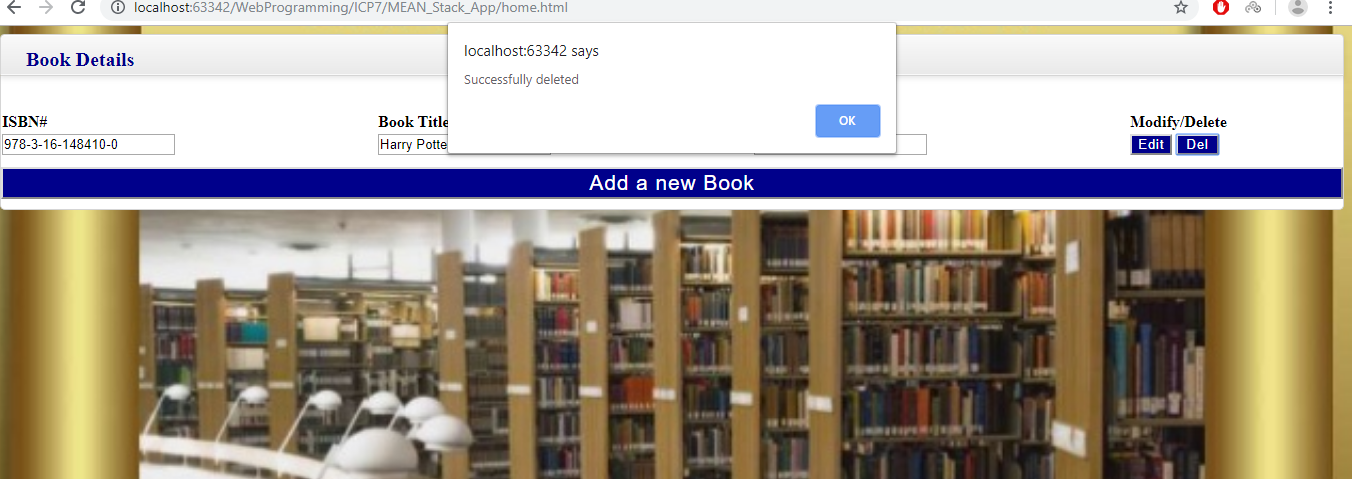 localhost:63342/WebProgramming/ICP7/MEAN_Stack_App/home.html
localhost:63342 says
Successfully deleted
OK
Book Details
ISBN# Book Title Modify/Delete
978-3-16-148410-0 Harry Potte Edit Del
Add a new Book